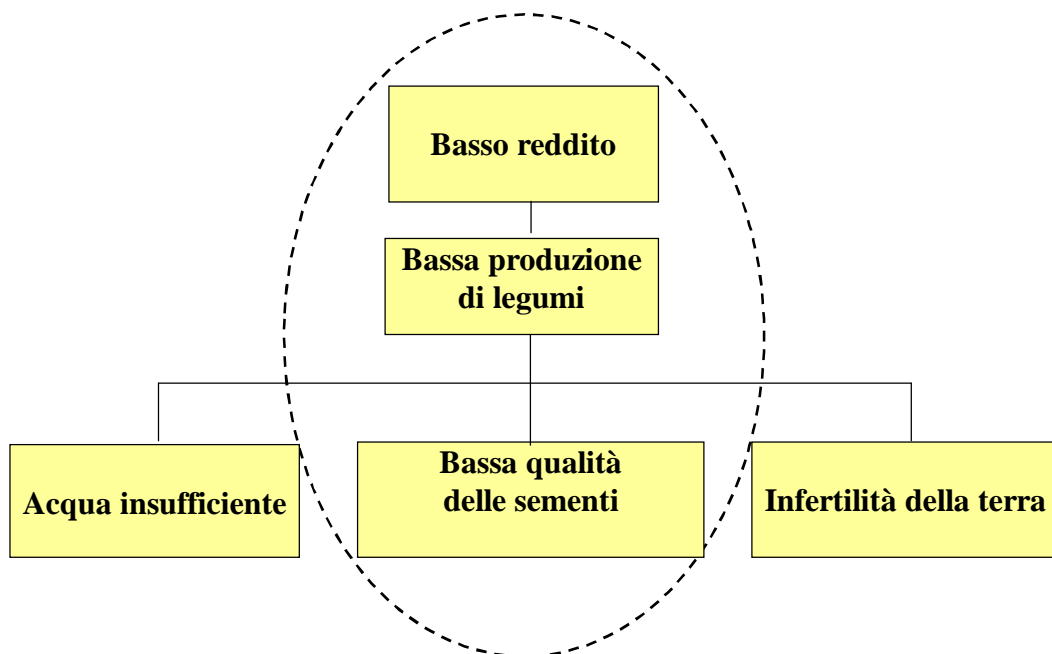 Basso reddito
Bassa produzione
di legumi
Acqua insufficiente
Bassa qualità
delle sementi
Infertilità della terra